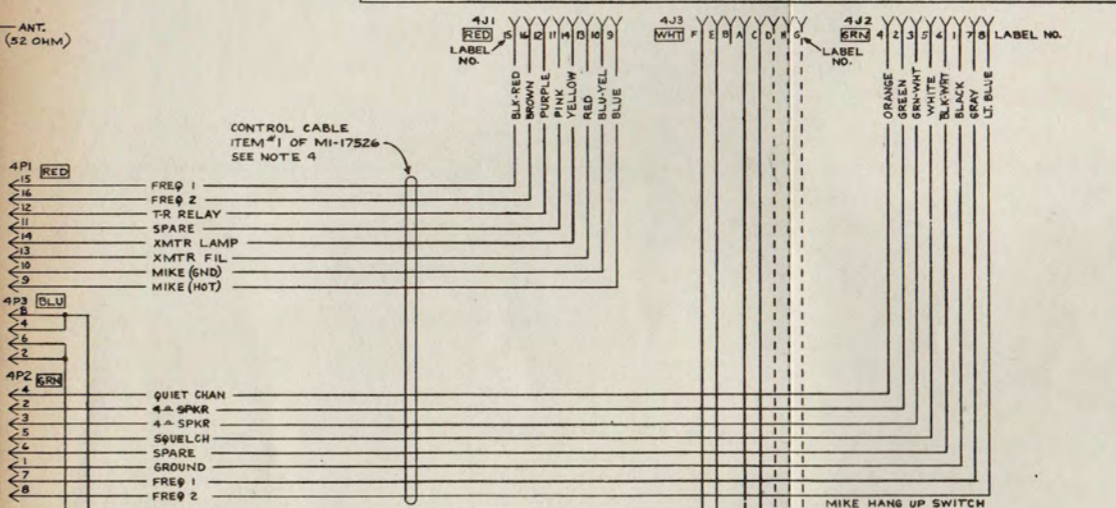 ANT.
(52 OHM)
4J1
RED
15 16 12 11 14 13 10 9
LABEL
NO.
BLK-RED
BROWN
PURPLE
PINK
YELLOW
RED
BLU-YEL
BLUE
4J3
WHT
F E B A C D H G
LABEL
NO.
4J2
GRN
4 2 3 5 6 1 7 8
LABEL NO.
ORANGE
GREEN
GRN-WHT
WHITE
BLK-WHT
BLACK
GRAY
LT. BLUE
CONTROL CABLE
ITEM #1 OF MI-17526
SEE NOTE 4
4P1 RED
15 FREQ 1
16 FREQ 2
12 T-R RELAY
11 SPARE
14 XMTR LAMP
13 XMTR FIL
10 MIKE (GND)
9 MIKE (HOT)
4P3 BLU
8
4
6
2
4P2 GRN
4 QUIET CHAN
2 4~ SPKR
3 4~ SPKR
5 SQUELCH
6 SPARE
1 GROUND
7 FREQ 1
8 FREQ 2
MIKE HANG UP SWITCH